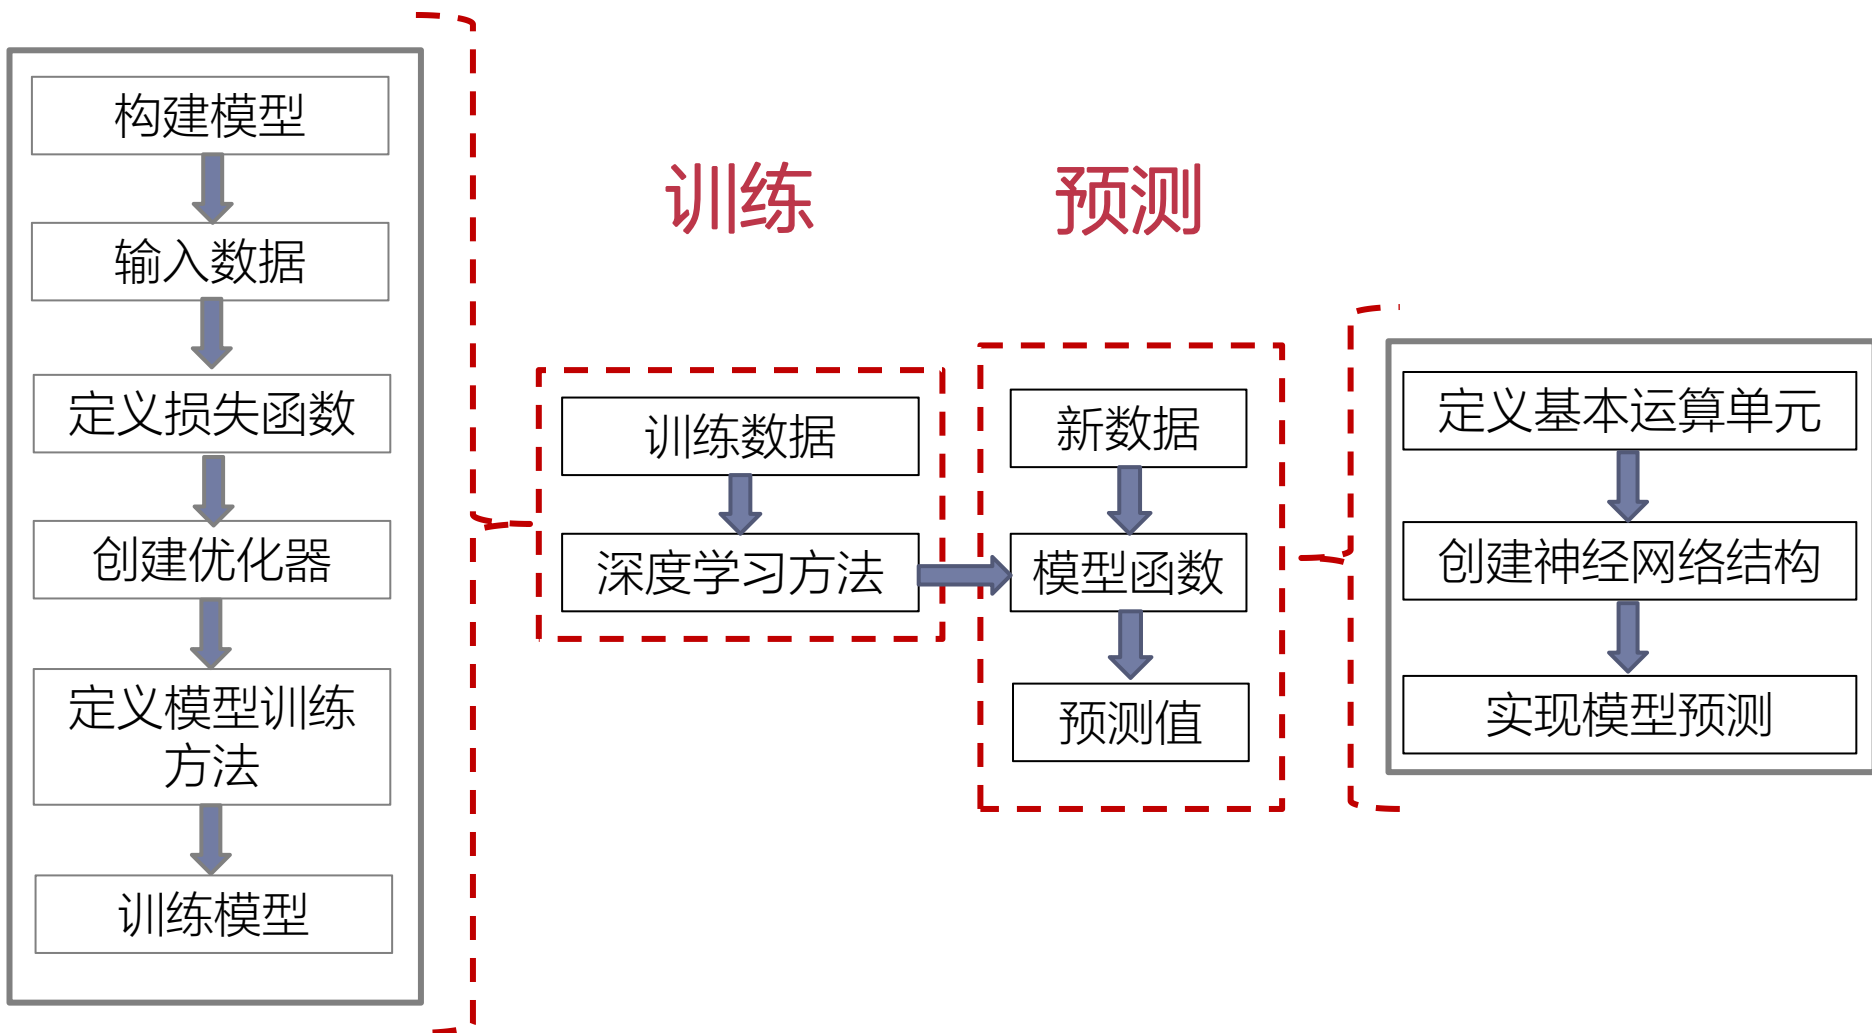 构建模型
输入数据
定义损失函数
创建优化器
定义模型训练
方法
训练模型
训练
训练数据
深度学习方法
预测
新数据
模型函数
预测值
定义基本运算单元
创建神经网络结构
实现模型预测